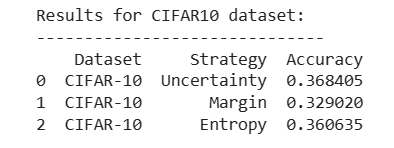 Results for CIFAR10 dataset:
------------------------------
Dataset Strategy Accuracy
0 CIFAR-10 Uncertainty 0.368405
1 CIFAR-10 Margin 0.329020
2 CIFAR-10 Entropy 0.360635